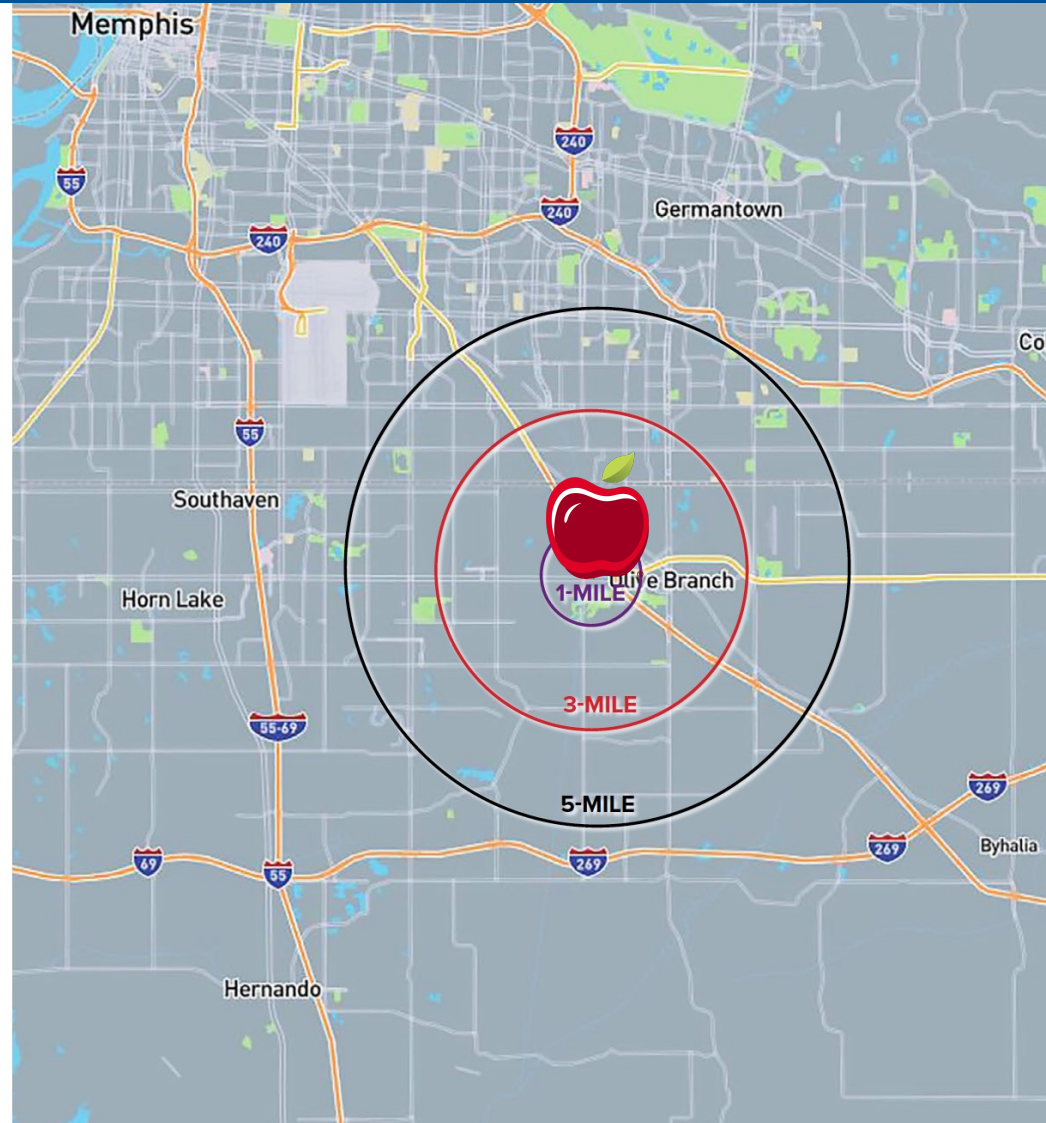 Memphis
240
55
240
Germantown
240
Co
55
Southaven
Olive Branch
1-MILE
Horn Lake
3-MILE
55-69
269
5-MILE
Byhalia
269
69
269
55
Hernando